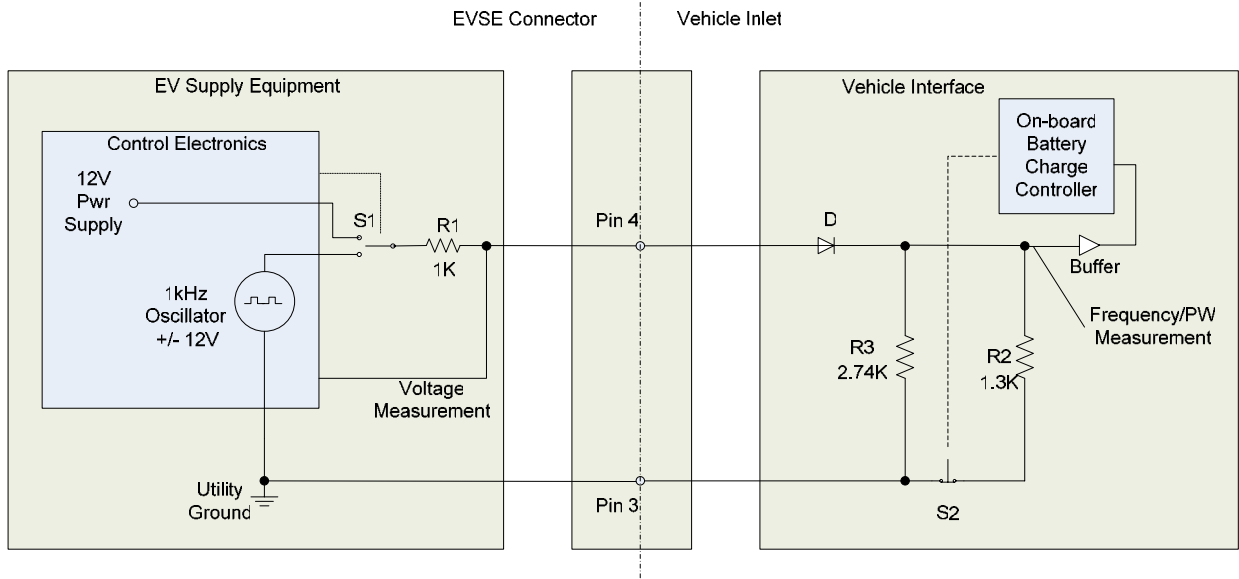 EVSE Connector
Vehicle Inlet
EV Supply Equipment
Control Electronics
12V
Pwr
Supply
S1
R1
1K
1kHz
Oscillator
+/- 12V
Voltage
Measurement
Utility
Ground
Pin 4
Pin 3
Vehicle Interface
On-board
Battery
Charge
Controller
D
Buffer
Frequency/PW
Measurement
R3
2.74K
R2
1.3K
S2